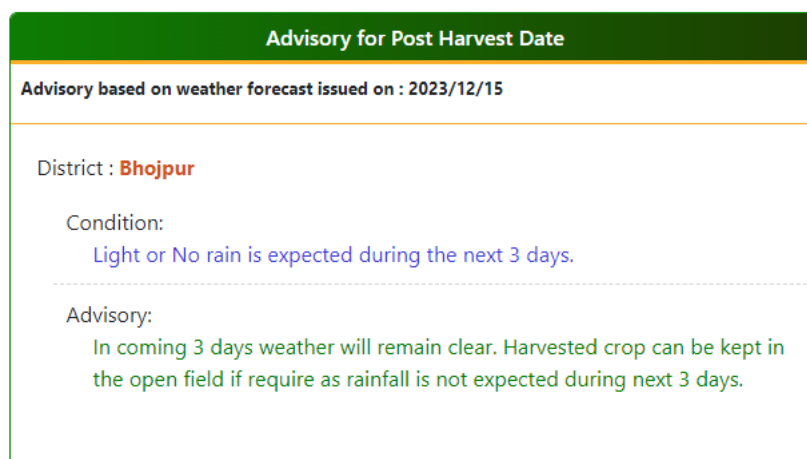 Advisory for Post Harvest Date
Advisory based on weather forecast issued on : 2023/12/15
District : Bhojpur
Condition:
Light or No rain is expected during the next 3 days.
Advisory:
In coming 3 days weather will remain clear. Harvested crop can be kept in
the open field if require as rainfall is not expected during next 3 days.